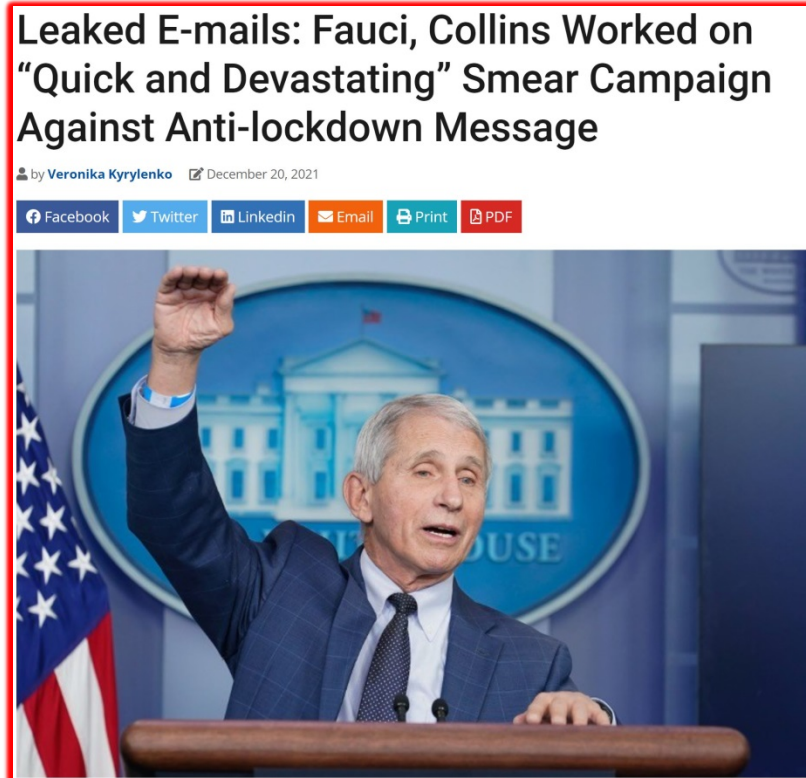 Leaked E-mails: Fauci, Collins Worked on
“Quick and Devastating” Smear Campaign
Against Anti-lockdown Message
by Veronika Kyrylenko December 20, 2021
Facebook Twitter Linkedin Email Print PDF